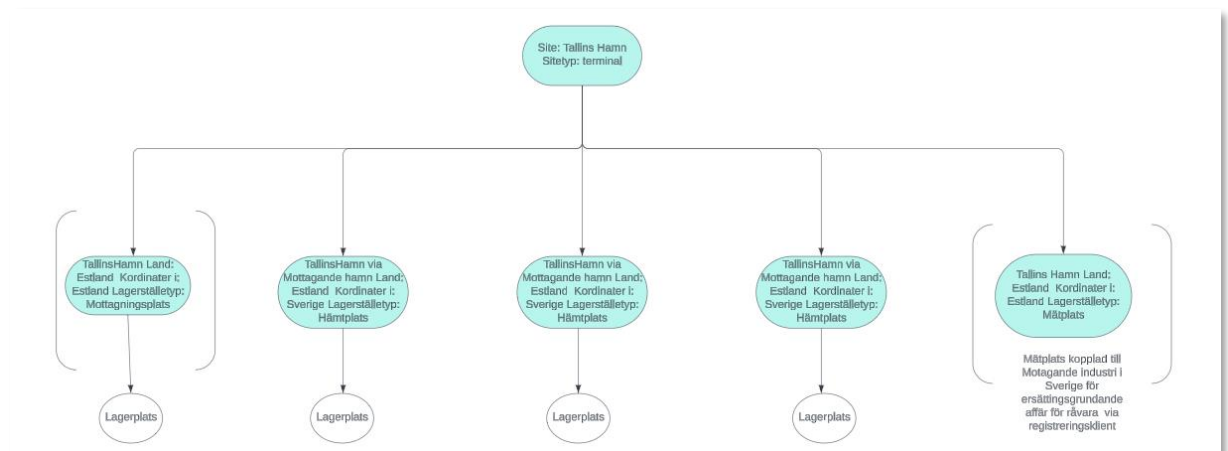 Site: Tallins Hamn
Sitetyp: terminal
TallinsHamn Land:
Estland Kordinater i;
Estland Lagerställetyp:
Mottagningsplats
TallinsHamn via
Mottagande hamn Land;
Estland Kordinater i:
Sverige Lagerställetyp:
Hämtplats
TallinsHamn via
Mottagande hamn Land;
Estland Kordinater i:
Sverige Lagerställetyp:
Hämtplats
TallinsHamn via
Mottagande hamn Land;
Estland Kordinater i:
Sverige Lagerställetyp:
Hämtplats
Tallins Hamn Land;
Estland Kordinater i:
Estland Lagerställetyp:
Mätplats
Mätplats kopplad till
Motagande industri i
Sverige för
ersättingsgrundande
affär för råvara via
registreringsklient
Lagerplats
Lagerplats
Lagerplats
Lagerplats